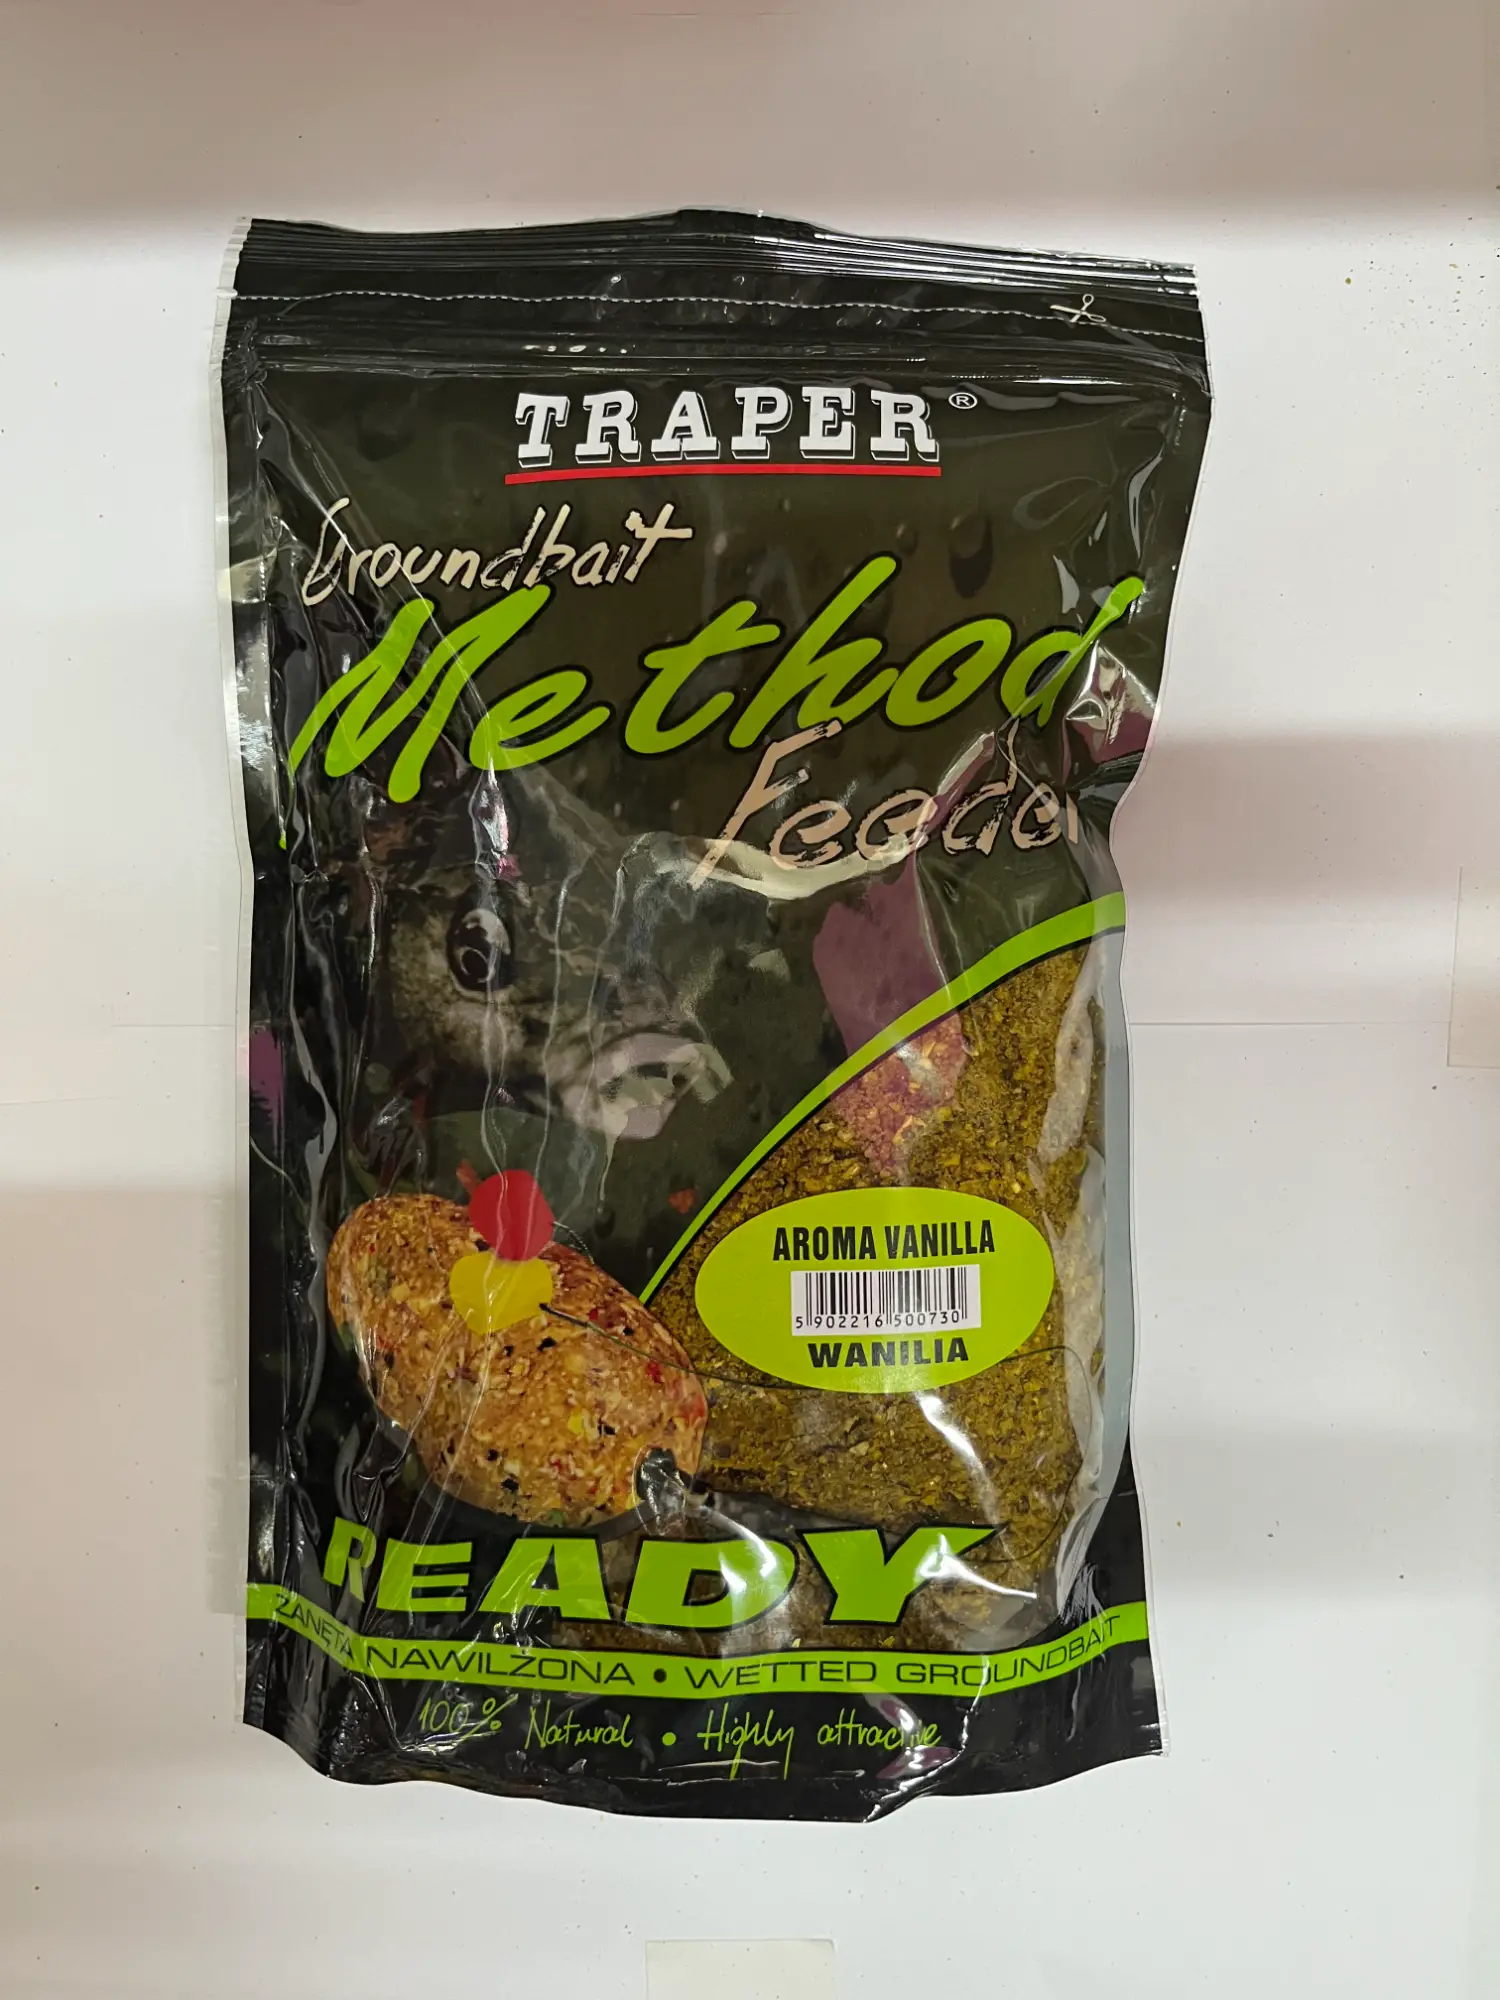 TRAPER®
Groundbait
Method
Feeder
AROMA VANILLA
5 902216 500730
WANILIA
READY
ZANĘTA NAWILŻONA • WETTED GROUNDBAIT
100% Natural • Highly attractive